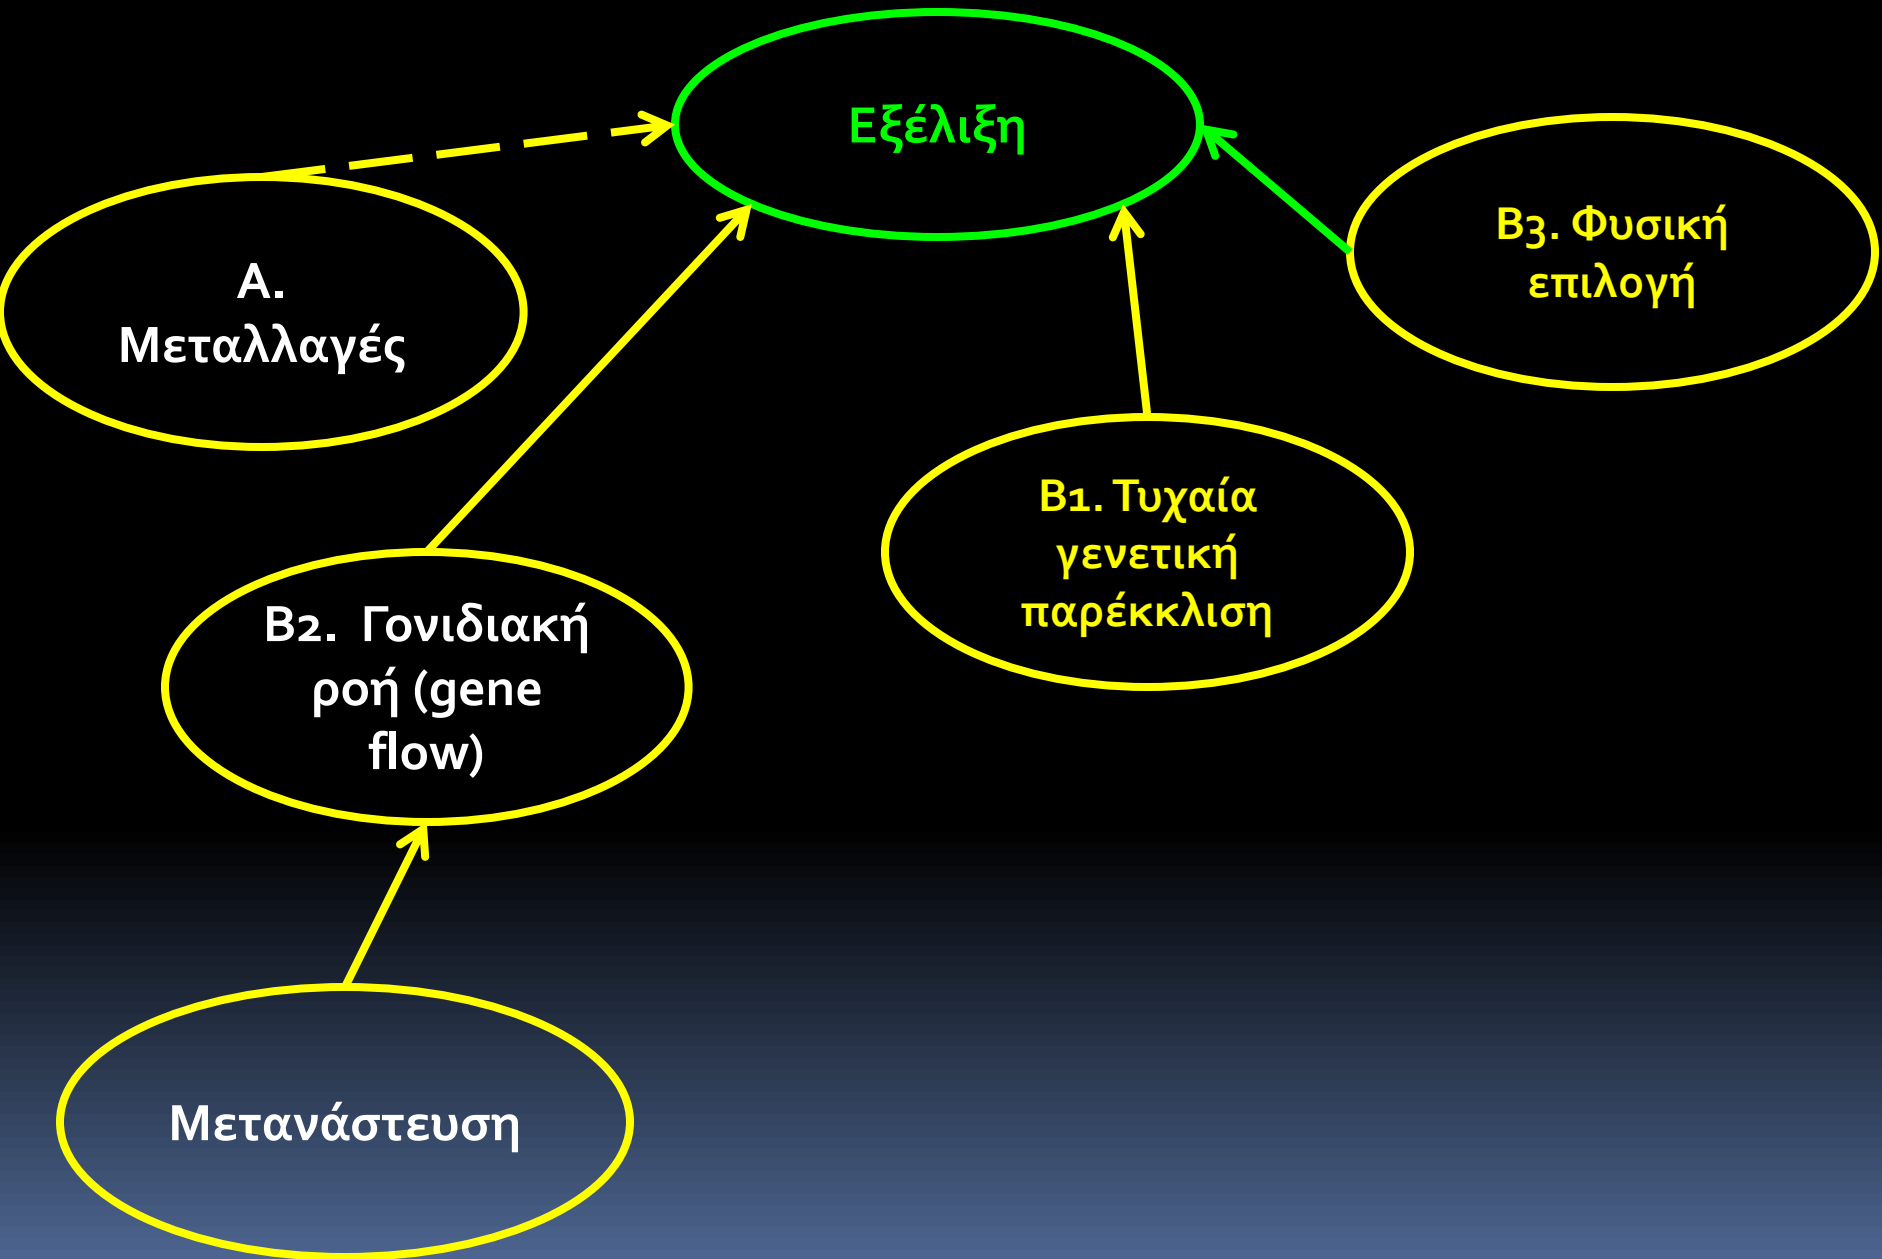 Εξέλιξη
Α.
Μεταλλαγές
Β3. Φυσική
επιλογή
Β1. Τυχαία
γενετική
παρέκκλιση
Β2. Γονιδιακή
ροή (gene
flow)
Μετανάστευση